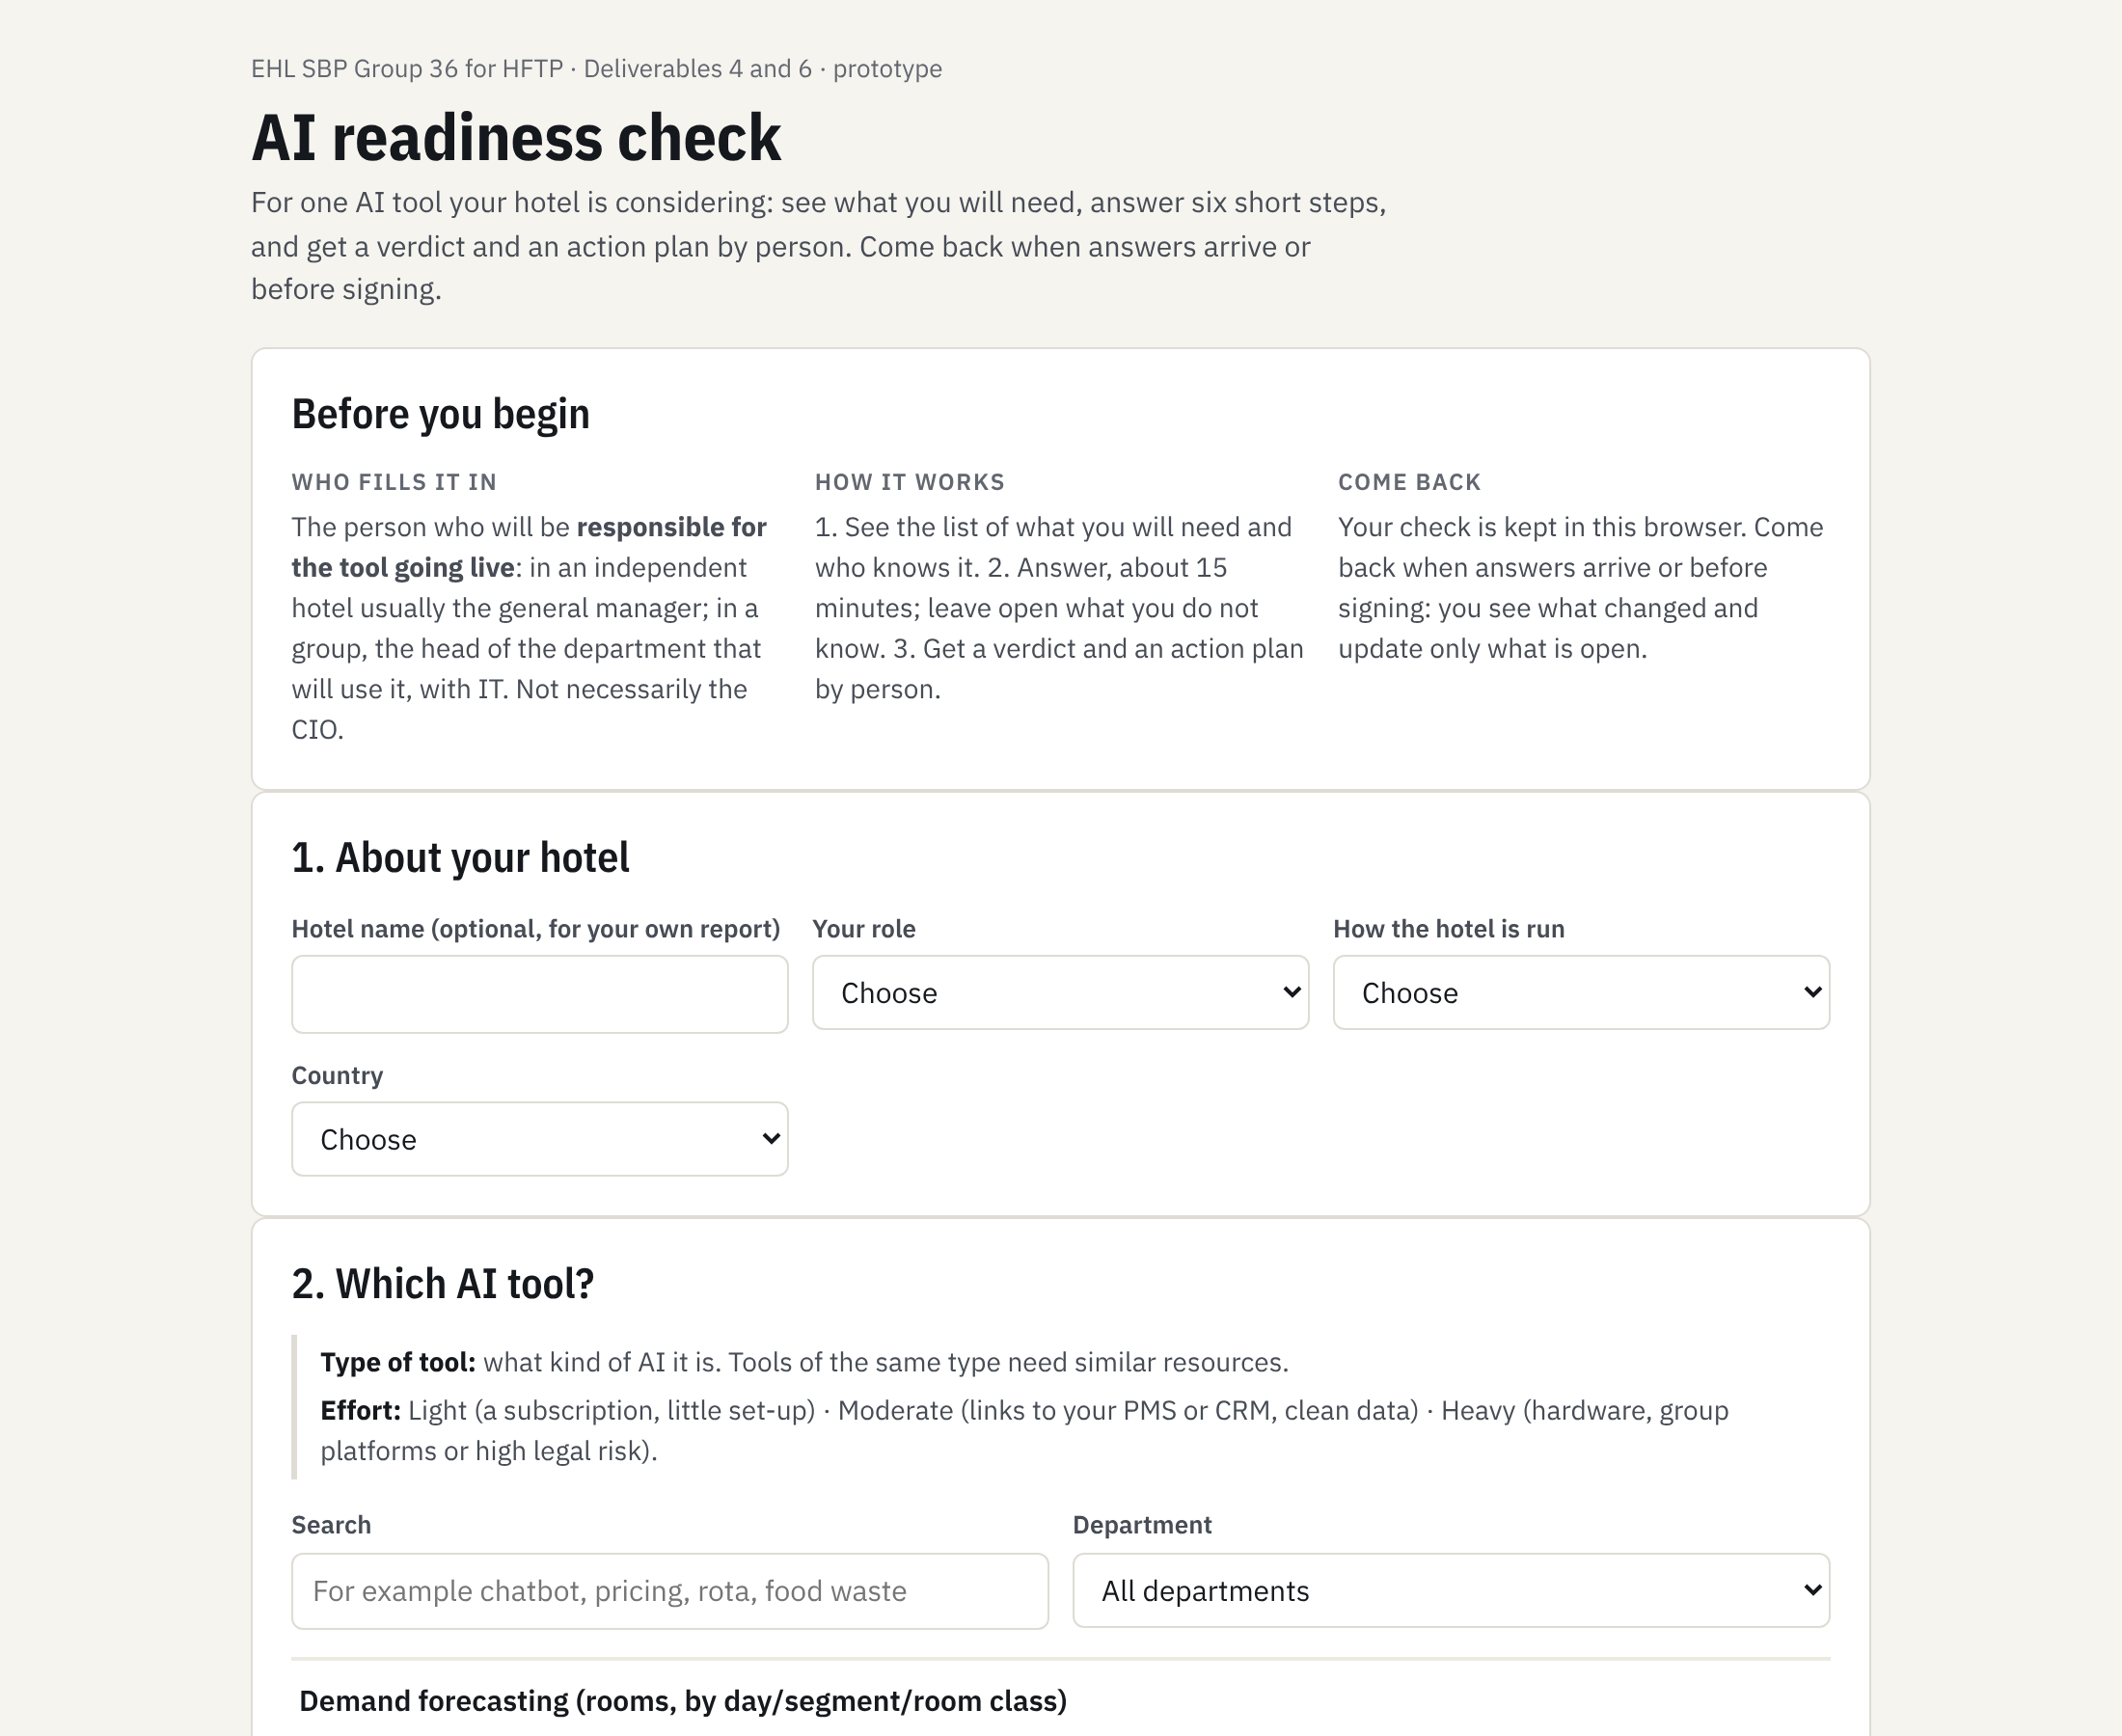 EHL SBP Group 36 for HFTP · Deliverables 4 and 6 · prototype
AI readiness check
For one AI tool your hotel is considering: see what you will need, answer six short steps,
and get a verdict and an action plan by person. Come back when answers arrive or
before signing.
Before you begin
WHO FILLS IT IN
The person who will be responsible for
the tool going live: in an independent
hotel usually the general manager; in a
group, the head of the department that
will use it, with IT. Not necessarily the
CIO.
HOW IT WORKS
1. See the list of what you will need and
who knows it. 2. Answer, about 15
minutes; leave open what you do not
know. 3. Get a verdict and an action plan
by person.
COME BACK
Your check is kept in this browser. Come
back when answers arrive or before
signing: you see what changed and
update only what is open.
1. About your hotel
Hotel name (optional, for your own report)
Your role
Choose
How the hotel is run
Choose
Country
Choose
2. Which AI tool?
Type of tool: what kind of AI it is. Tools of the same type need similar resources.
Effort: Light (a subscription, little set-up) · Moderate (links to your PMS or CRM, clean data) · Heavy (hardware, group
platforms or high legal risk).
Search
For example chatbot, pricing, rota, food waste
Department
All departments
Demand forecasting (rooms, by day/segment/room class)